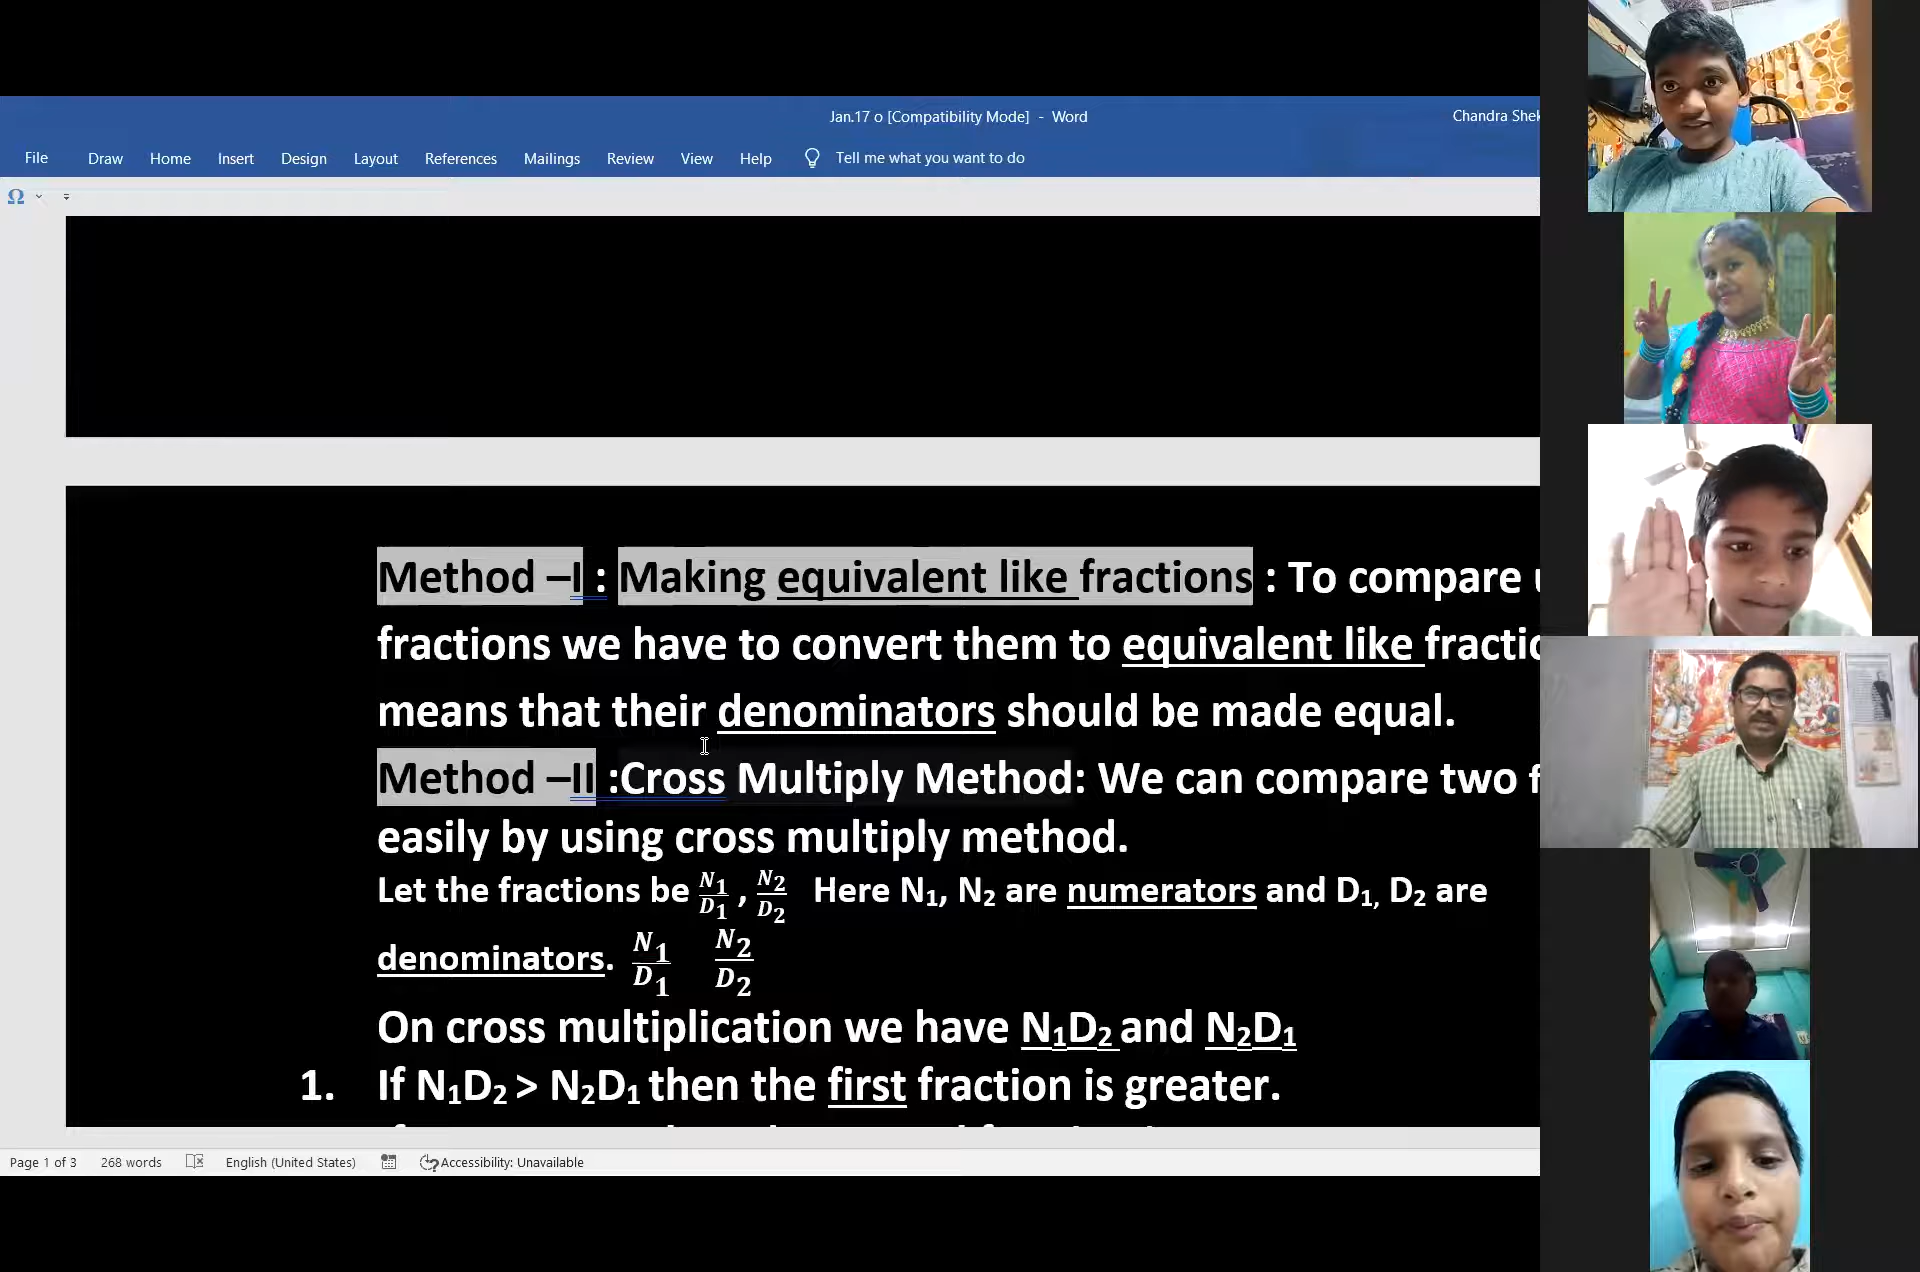 Jan.17 o [Compatibility Mode] - Word
Chandra Shek
File Draw Home Insert Design Layout References Mailings Review View Help Tell me what you want to do
Method –I : Making equivalent like fractions : To compare
fractions we have to convert them to equivalent like fractio
means that their denominators should be made equal.
Method –II :Cross Multiply Method: We can compare two f
easily by using cross multiply method.
Let the fractions be N₁/D₁ , N₂/D₂ Here N₁, N₂ are numerators and D₁, D₂ are
denominators. N₁/D₁ N₂/D₂
On cross multiplication we have N₁D₂ and N₂D₁
1. If N₁D₂ > N₂D₁ then the first fraction is greater.
Page 1 of 3 268 words English (United States) Accessibility: Unavailable